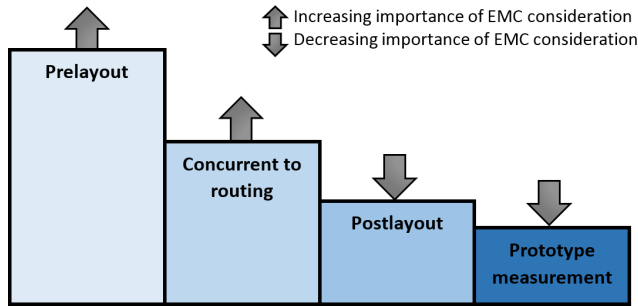 Increasing importance of EMC consideration
Decreasing importance of EMC consideration
Prelayout
Concurrent to
routing
Postlayout
Prototype
measurement